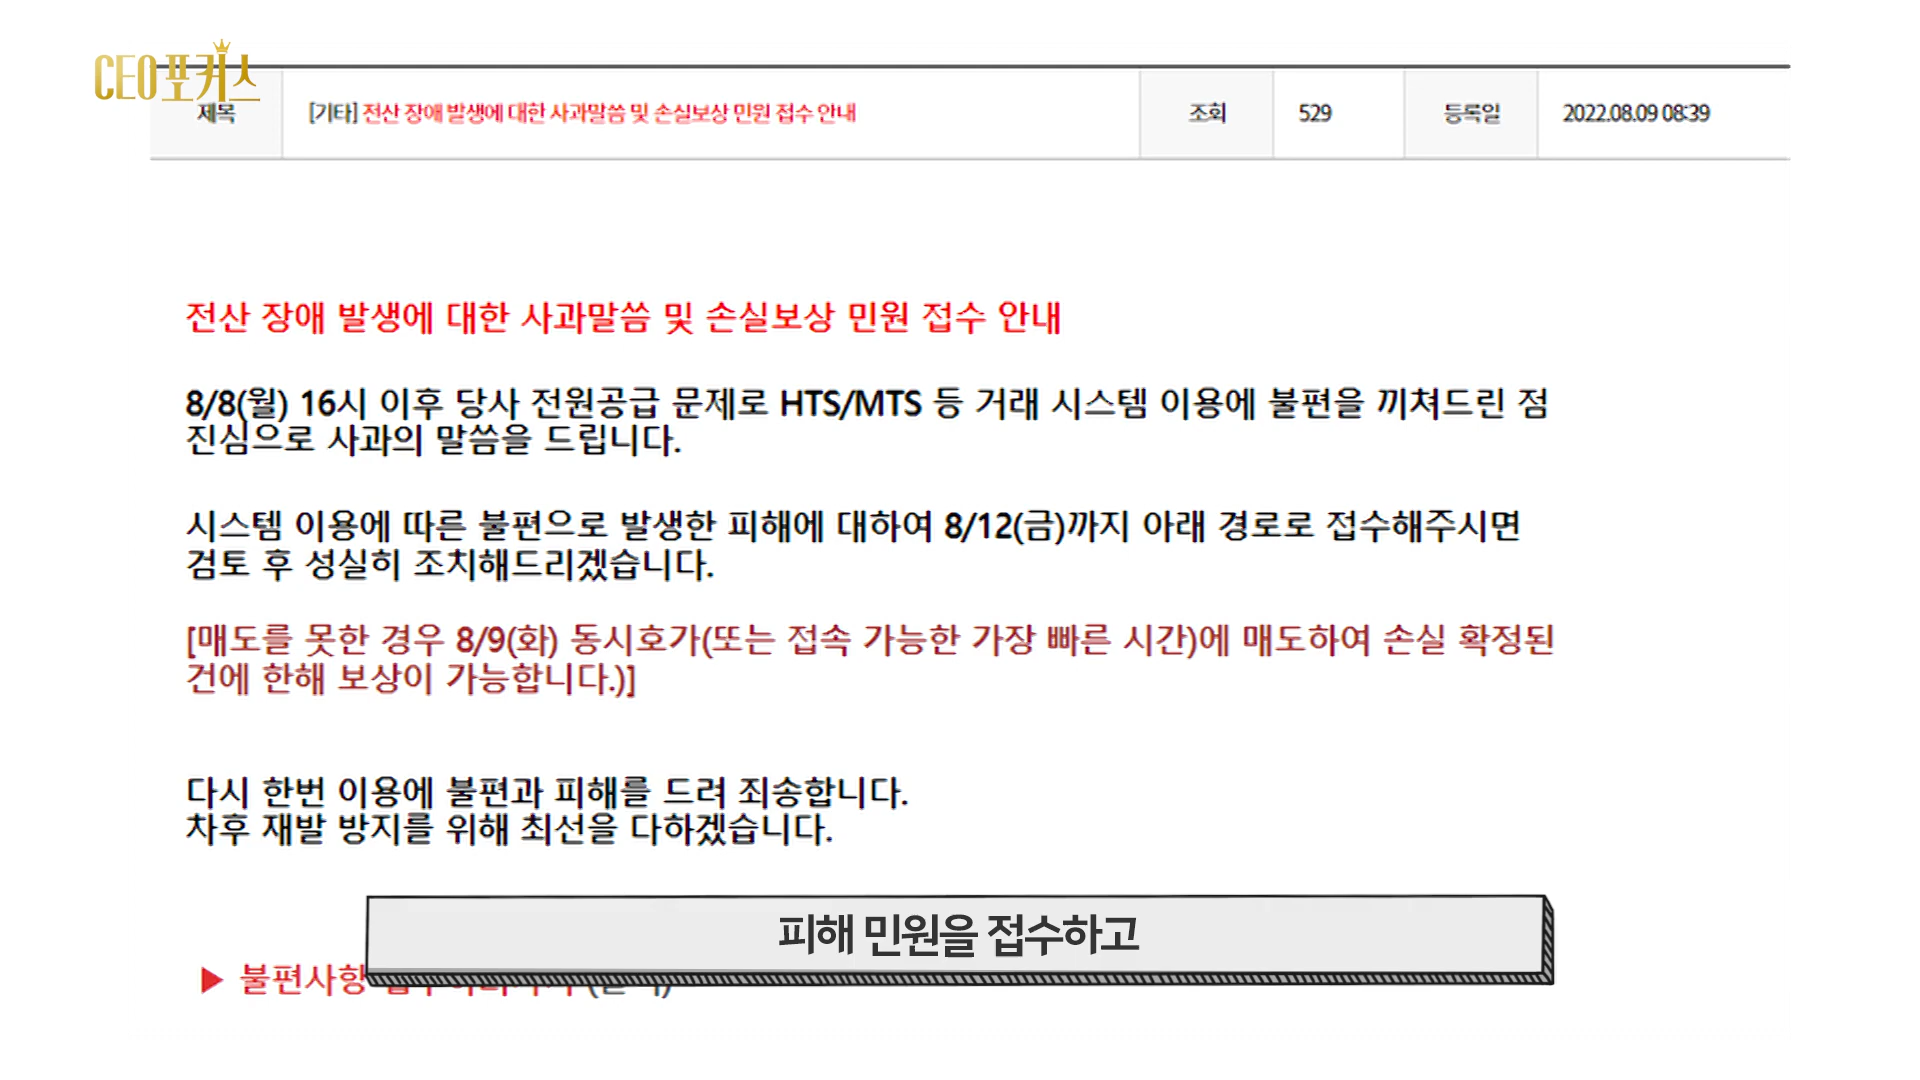 CEO포커스
제목 [기타] 전산 장애 발생에 대한 사과말씀 및 손실보상 민원 접수 안내 조회 529 등록일 2022.08.09 08:39
전산 장애 발생에 대한 사과말씀 및 손실보상 민원 접수 안내
8/8(월) 16시 이후 당사 전원공급 문제로 HTS/MTS 등 거래 시스템 이용에 불편을 끼쳐드린 점
진심으로 사과의 말씀을 드립니다.
시스템 이용에 따른 불편으로 발생한 피해에 대하여 8/12(금)까지 아래 경로로 접수해주시면
검토 후 성실히 조치해드리겠습니다.
[매도를 못한 경우 8/9(화) 동시호가(또는 접속 가능한 가장 빠른 시간)에 매도하여 손실 확정된
건에 한해 보상이 가능합니다.)]
다시 한번 이용에 불편과 피해를 드려 죄송합니다.
차후 재발 방지를 위해 최선을 다하겠습니다.
피해 민원을 접수하고
▶ 불편사항